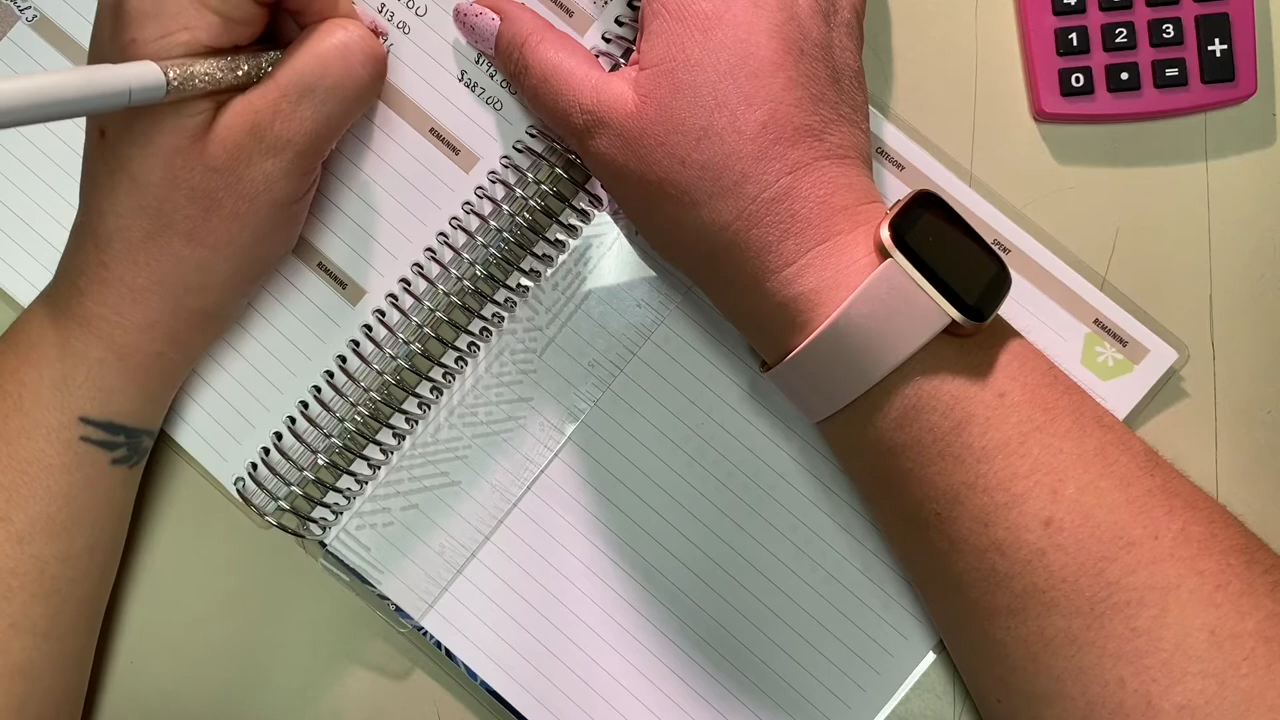 $13.00
$192.00
$287.00
REMAINING
REMAINING
CATEGORY
SPENT
REMAINING
1 2 3 +
0 • =